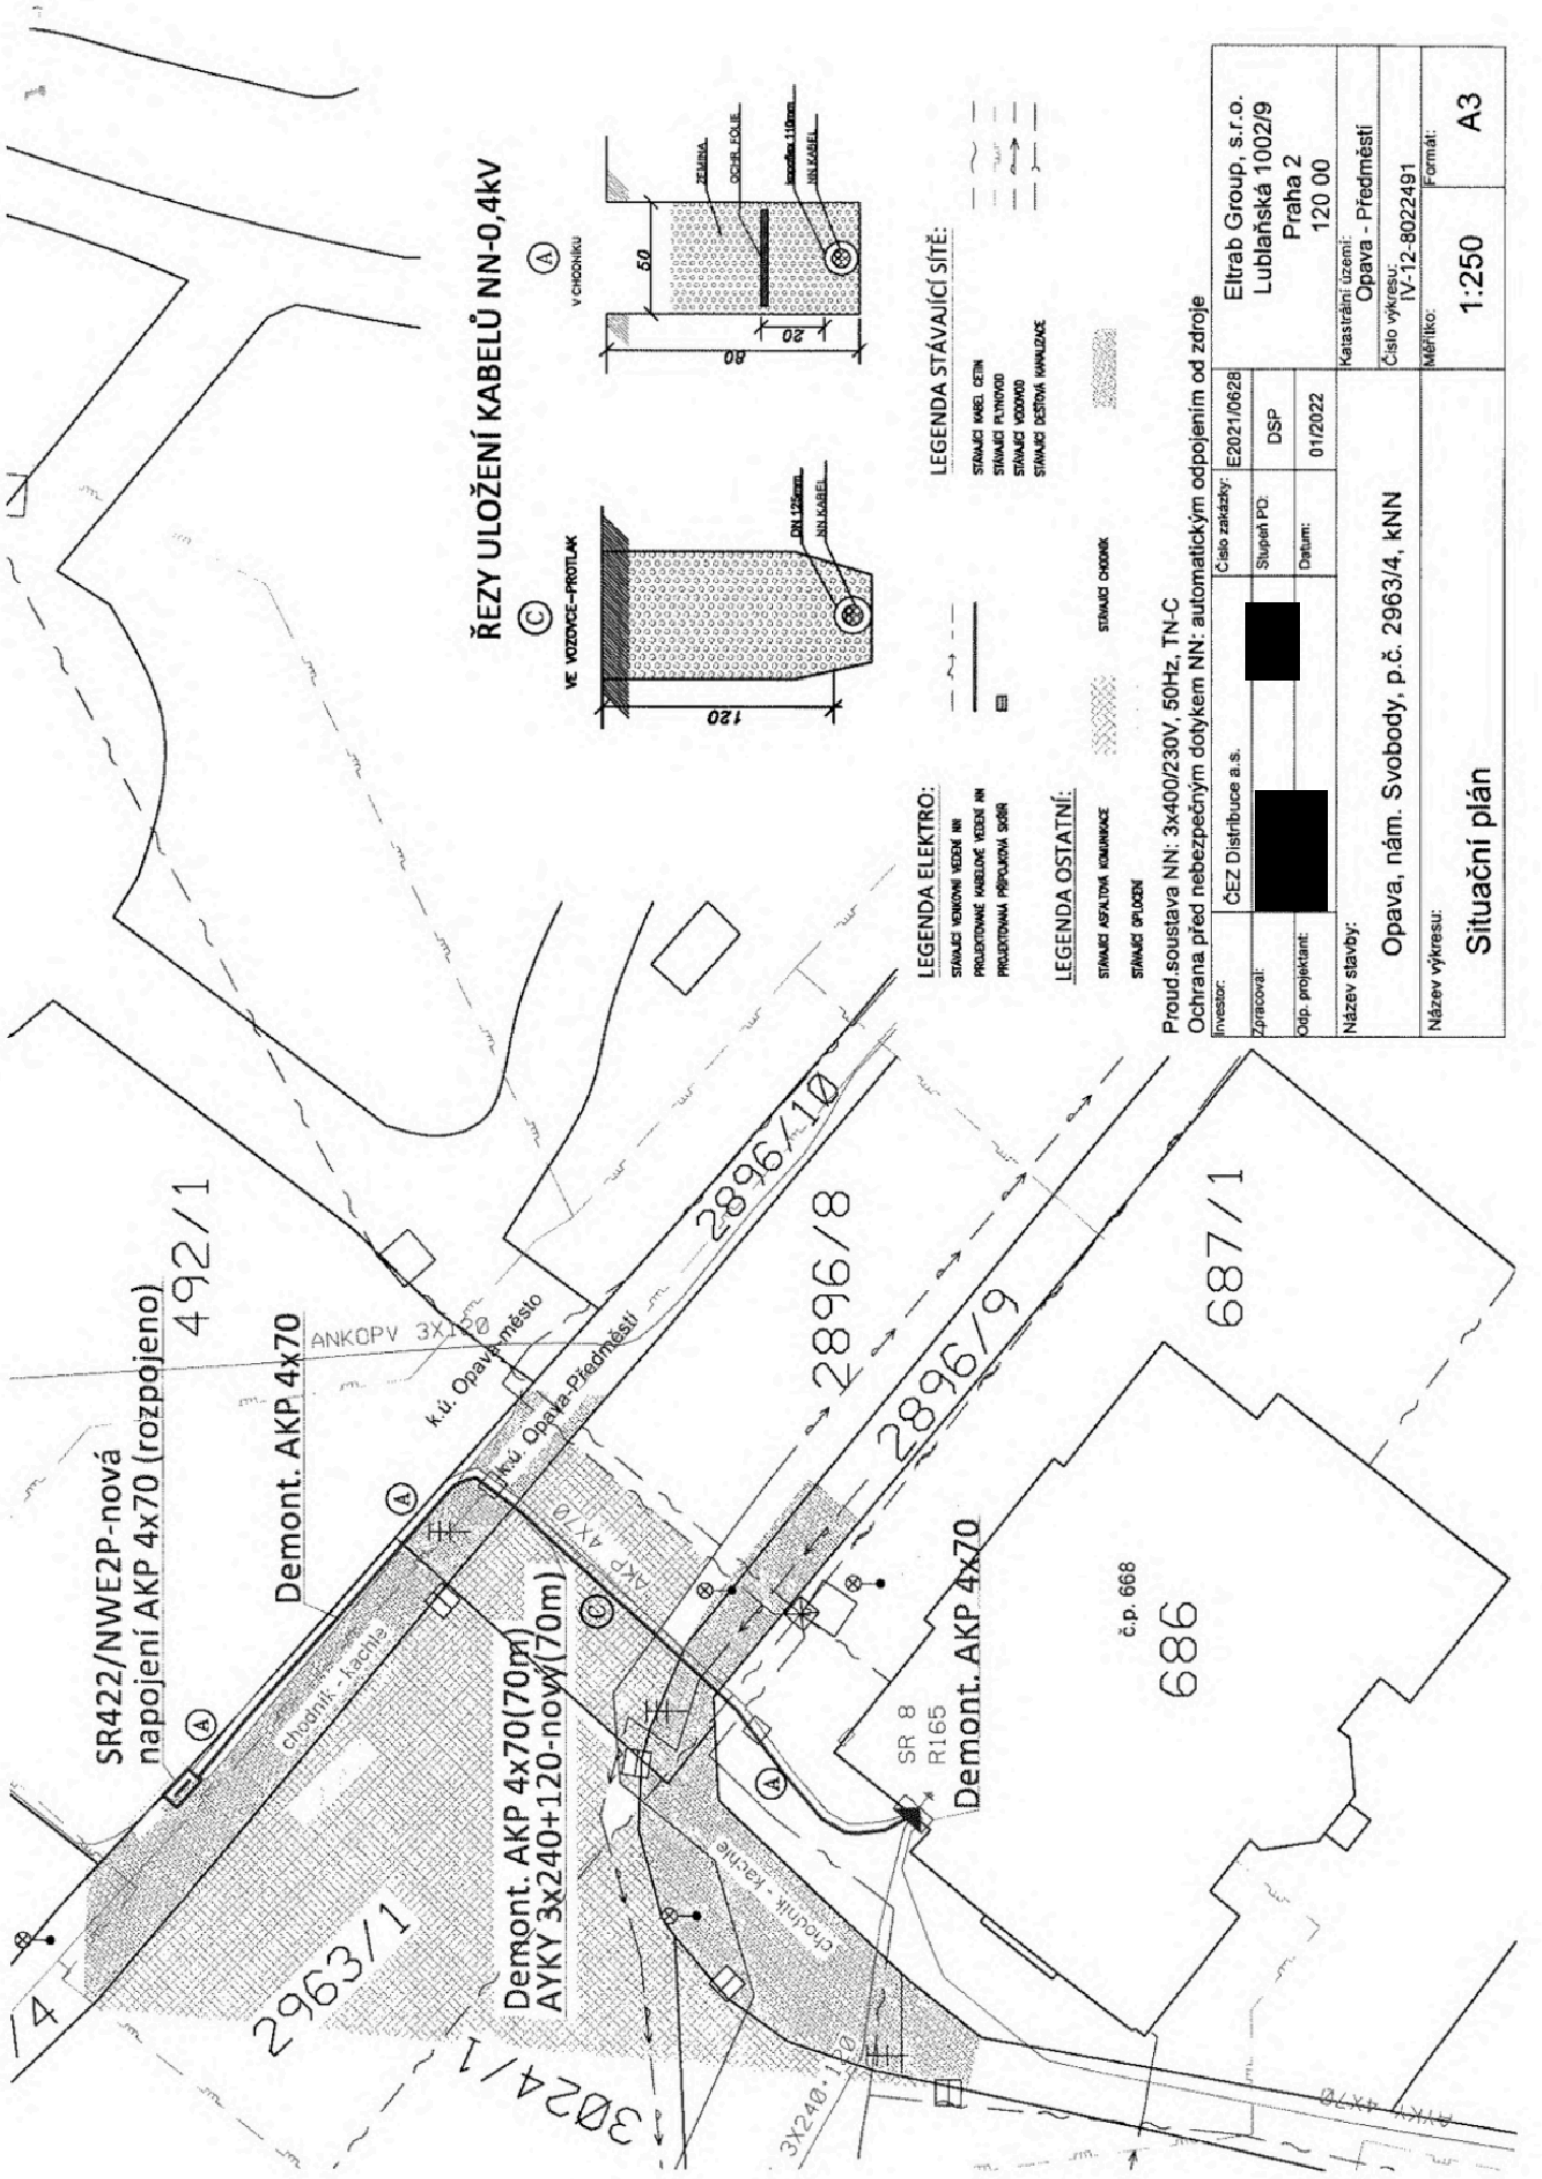 SR422/NWE2P-nová
napojení AKP 4x70 (rozpojeno)
492/1
Demont. AKP 4x70
ANKOPV 3X120
k.ú. Opava-město
k.ú. Opava-Předměstí
A
A
chodník - kachle
/4
2963/1
3024/1
Demont. AKP 4x70(70m)
AYKY 3x240+120-nový(70m)
C
AKP 4X70
2896/10
2896/8
2896/9
687/1
A
SR 8
R165
Demont. AKP 4x70
č.p. 668
686
chodník - kachle
3X240+120
AYKY 4X70
ŘEZY ULOŽENÍ KABELŮ NN-0,4kV
C
VE VOZOVCE-PROTLAK
120
DN 125mm
NN KABEL
A
V CHODNÍKU
50
80
20
ZEMINA
OCHR. FOLIE
110mm
NN KABEL
LEGENDA ELEKTRO:
STÁVAJÍCÍ VENKOVNÍ VEDENÍ NN
PROJEKTOVANÉ KABELOVÉ VEDENÍ NN
PROJEKTOVANÁ PŘÍPOJKOVÁ SKŘÍŇ
LEGENDA STÁVAJÍCÍ SÍTĚ:
STÁVAJÍCÍ KABEL CETIN
STÁVAJÍCÍ PLYNOVOD
STÁVAJÍCÍ VODOVOD
STÁVAJÍCÍ DEŠŤOVÁ KANALIZACE
LEGENDA OSTATNÍ:
STÁVAJÍCÍ ASFALTOVÁ KOMUNIKACE
STÁVAJÍCÍ CHODNÍK
STÁVAJÍCÍ OPLOCENÍ
Proud.soustava NN: 3x400/230V, 50Hz, TN-C
Ochrana před nebezpečným dotykem NN: automatickým odpojením od zdroje
Investor:
ČEZ Distribuce a.s.
Číslo zakázky:
E2021/0628
Eltrab Group, s.r.o.
Lublaňská 1002/9
Praha 2
120 00
Zpracoval:
Stupeň PD:
DSP
Odp. projektant:
Datum:
01/2022
Název stavby:
Opava, nám. Svobody, p.č. 2963/4, kNN
Katastrální území:
Opava - Předměstí
Číslo výkresu:
IV-12-8022491
Název výkresu:
Situační plán
Měřítko:
1:250
Formát:
A3